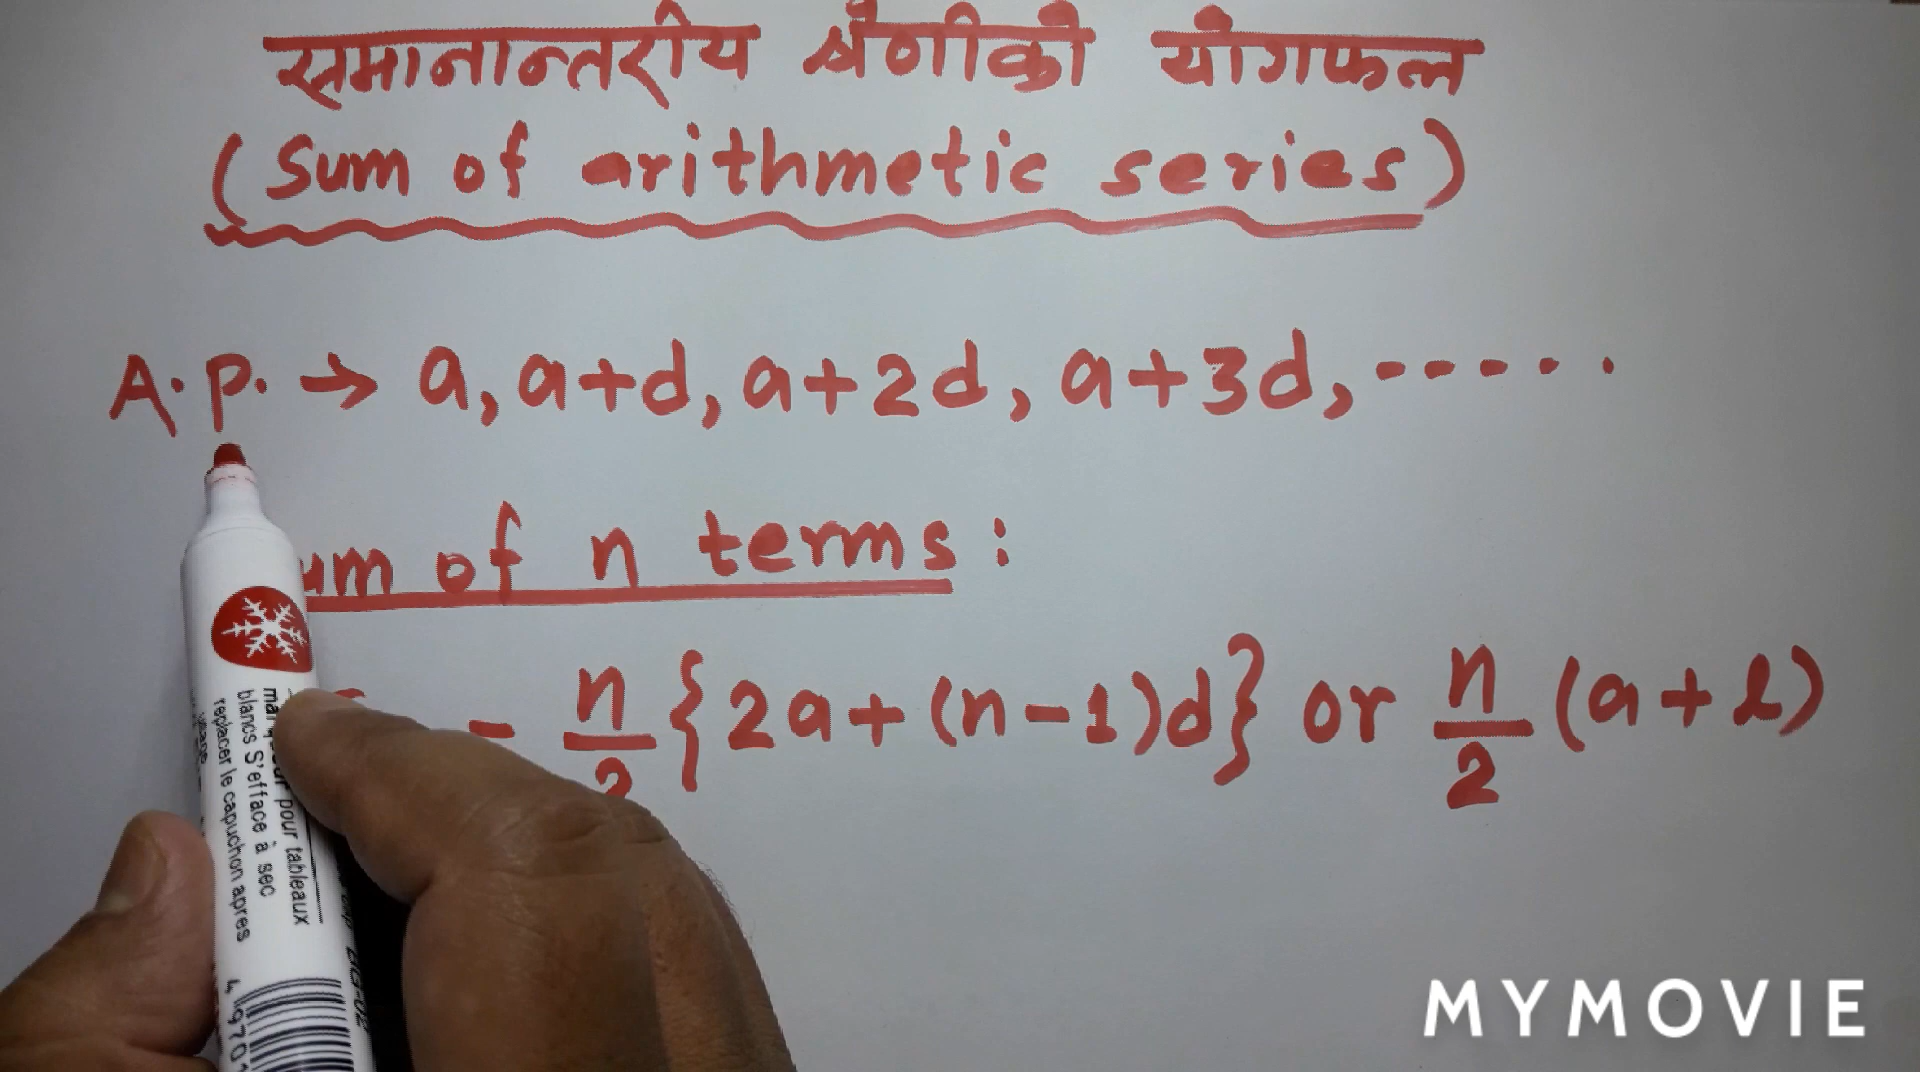 समानान्तरीय श्रेणीको योगफल
(Sum of arithmetic series)
A.P. → a, a+d, a+2d, a+3d, -----.
um of n terms:
= n/2 {2a+(n-1)d} or n/2 (a+l)
pour tableaux
blancs S'efface à sec
replacer le capuchon apres
usage
MYMOVIE